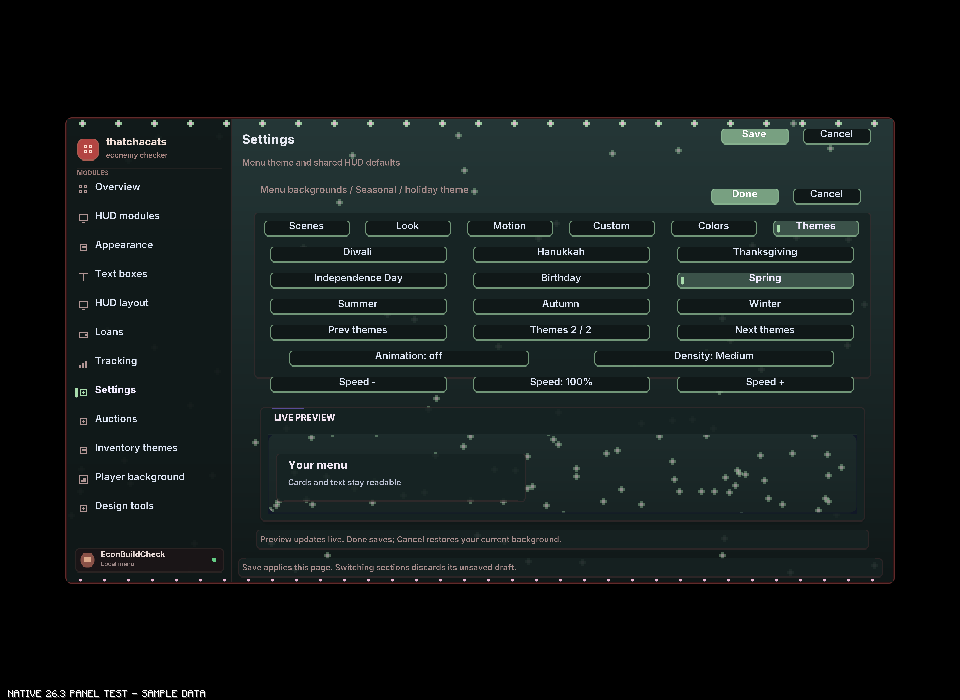 thatchacats
economy checker
MODULES
Overview
HUD modules
Appearance
Text boxes
HUD layout
Loans
Tracking
Settings
Auctions
Inventory themes
Player background
Design tools
EconBuildCheck
Local menu
Settings
Save
Cancel
Menu theme and shared HUD defaults
Menu backgrounds / Seasonal / holiday theme
Done
Cancel
Scenes
Look
Motion
Custom
Colors
Themes
Diwali
Hanukkah
Thanksgiving
Independence Day
Birthday
Spring
Summer
Autumn
Winter
Prev themes
Themes 2 / 2
Next themes
Animation: off
Density: Medium
Speed -
Speed: 100%
Speed +
LIVE PREVIEW
Your menu
Cards and text stay readable
Preview updates live. Done saves; Cancel restores your current background.
Save applies this page. Switching sections discards its unsaved draft.
NATIVE 26.3 PANEL TEST - SAMPLE DATA